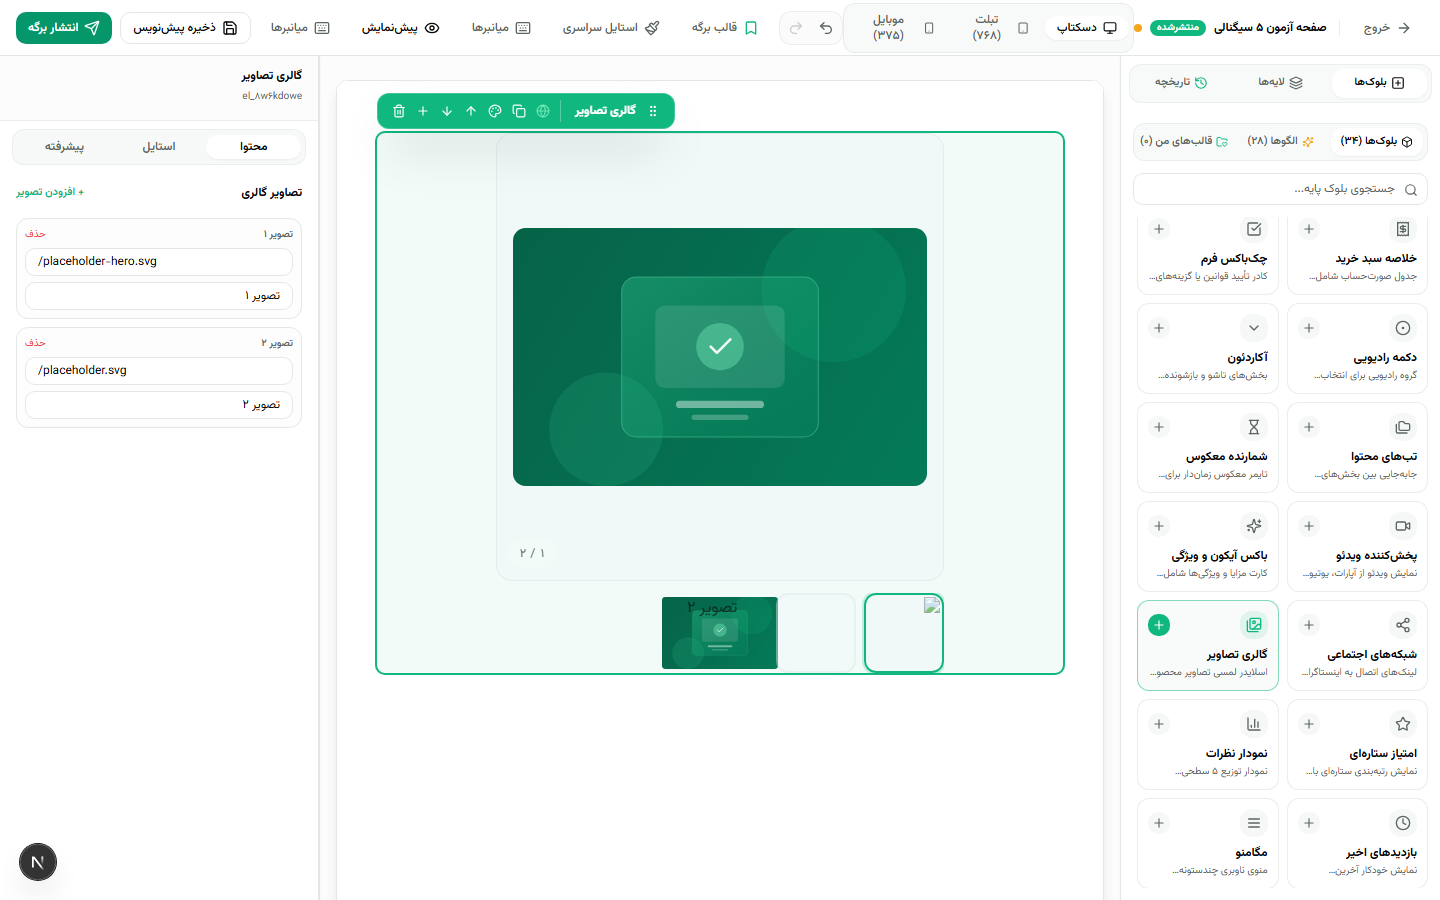 خروج
صفحه آزمون ۵ سیگنالی
منتشرشده
دسکتاپ
تبلت (۷۶۸)
موبایل (۳۷۵)
قالب برگه
استایل سراسری
میانبرها
پیش‌نمایش
میانبرها
ذخیره پیش‌نویس
انتشار برگه
بلوک‌ها
لایه‌ها
تاریخچه
بلوک‌ها (۳۴)
الگوها (۲۸)
قالب‌های من (۰)
جستجوی بلوک پایه...
خلاصه سبد خرید
جدول صورت‌حساب شامل...
چک‌باکس فرم
کادر تأیید قوانین یا گزینه‌های...
دکمه رادیویی
گروه رادیویی برای انتخاب...
آکاردئون
بخش‌های تاشو و بازشونده...
تب‌های محتوا
جابه‌جایی بین بخش‌های...
شمارنده معکوس
تایمر معکوس زمان‌دار برای...
پخش‌کننده ویدئو
نمایش ویدئو از آپارات، یوتیو...
باکس آیکون و ویژگی
کارت مزایا و ویژگی‌ها شامل...
شبکه‌های اجتماعی
لینک‌های اتصال به اینستاگرا...
گالری تصاویر
اسلایدر لمسی تصاویر محصو...
امتیاز ستاره‌ای
نمایش رتبه‌بندی ستاره‌ای با...
نمودار نظرات
نمودار توزیع ۵ سطحی...
بازدیدهای اخیر
نمایش خودکار آخرین...
مگامنو
منوی ناوبری چندستونه...
گالری تصاویر
۱ / ۲
تصویر ۲
گالری تصاویر
el_۸w۶kdowe
محتوا
استایل
پیشرفته
تصاویر گالری
+ افزودن تصویر
تصویر ۱
حذف
/placeholder-hero.svg
تصویر ۱
تصویر ۲
حذف
/placeholder.svg
تصویر ۲
N